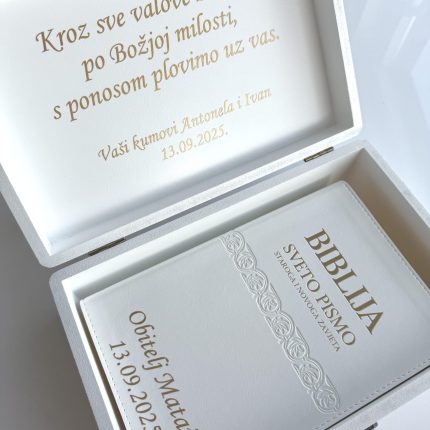 Kroz sve valove
po Božjoj milosti,
s ponosom plovimo uz vas.
Vaši kumovi Antonela i Ivan
13.09.2025.
BIBLIJA
SVETO PISMO
STAROGA I NOVOGA ZAVJETA
Obitelj
13.09.2025